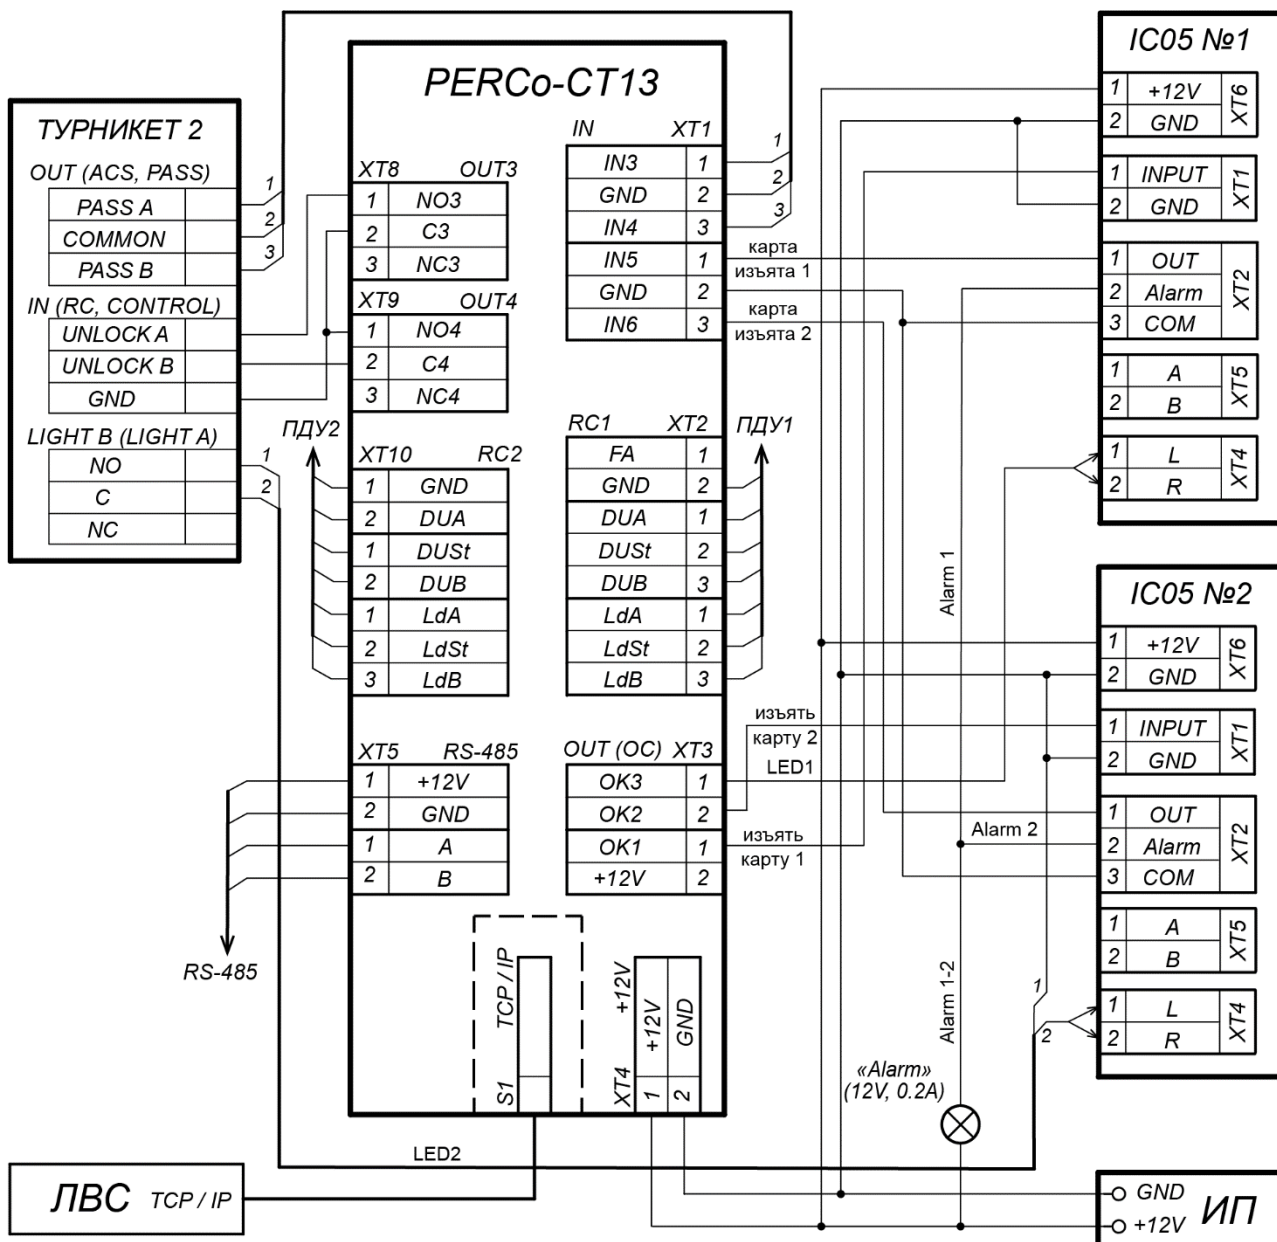 PERCo-CT13
ТУРНИКЕТ 2
OUT (ACS, PASS)
PASS A
COMMON
PASS B
1
2
3
IN (RC, CONTROL)
UNLOCK A
UNLOCK B
GND
LIGHT B (LIGHT A)
NO
C
NC
1
2
XT8 OUT3
1 NO3
2 C3
3 NC3
XT9 OUT4
1 NO4
2 C4
3 NC4
ПДУ2
XT10 RC2
1 GND
2 DUA
1 DUSt
2 DUB
1 LdA
2 LdSt
3 LdB
XT5 RS-485
1 +12V
2 GND
1 A
2 B
RS-485
IN XT1
IN3 1
GND 2
IN4 3
IN5 1
GND 2
IN6 3
1
2
3
карта
изъята 1
карта
изъята 2
RC1 XT2
ПДУ1
FA 1
GND 2
DUA 1
DUSt 2
DUB 3
LdA 1
LdSt 2
LdB 3
OUT (OC) XT3
OK3 1
OK2 2
OK1 1
+12V 2
изъять
карту 2
LED1
изъять
карту 1
S1 TCP / IP
XT4 +12V
1 +12V
2 GND
LED2
ЛВС TCP / IP
IC05 №1
1 +12V
2 GND
XT6
1 INPUT
2 GND
XT1
1 OUT
2 Alarm
3 COM
XT2
1 A
2 B
XT5
1 L
2 R
XT4
Alarm 1
Alarm 2
Alarm 1-2
IC05 №2
1 +12V
2 GND
XT6
1 INPUT
2 GND
XT1
1 OUT
2 Alarm
3 COM
XT2
1 A
2 B
XT5
1 L
2 R
XT4
1
2
«Alarm»
(12V, 0.2A)
GND
+12V
ИП